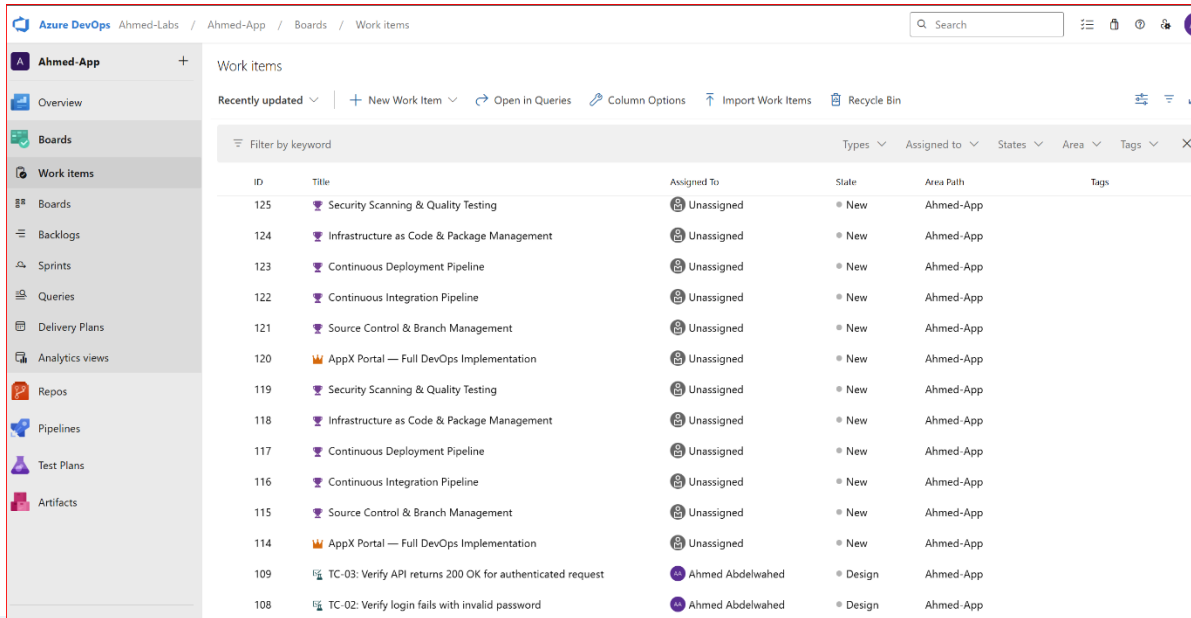 Azure DevOps Ahmed-Labs / Ahmed-App / Boards / Work items Search
A Ahmed-App +
Work items
Recently updated New Work Item Open in Queries Column Options Import Work Items Recycle Bin
Overview
Boards
Work items
Boards
Backlogs
Sprints
Queries
Delivery Plans
Analytics views
Repos
Pipelines
Test Plans
Artifacts
Filter by keyword Types Assigned to States Area Tags
ID Title Assigned To State Area Path Tags
125 Security Scanning & Quality Testing Unassigned New Ahmed-App
124 Infrastructure as Code & Package Management Unassigned New Ahmed-App
123 Continuous Deployment Pipeline Unassigned New Ahmed-App
122 Continuous Integration Pipeline Unassigned New Ahmed-App
121 Source Control & Branch Management Unassigned New Ahmed-App
120 AppX Portal — Full DevOps Implementation Unassigned New Ahmed-App
119 Security Scanning & Quality Testing Unassigned New Ahmed-App
118 Infrastructure as Code & Package Management Unassigned New Ahmed-App
117 Continuous Deployment Pipeline Unassigned New Ahmed-App
116 Continuous Integration Pipeline Unassigned New Ahmed-App
115 Source Control & Branch Management Unassigned New Ahmed-App
114 AppX Portal — Full DevOps Implementation Unassigned New Ahmed-App
109 TC-03: Verify API returns 200 OK for authenticated request AA Ahmed Abdelwahed Design Ahmed-App
108 TC-02: Verify login fails with invalid password AA Ahmed Abdelwahed Design Ahmed-App